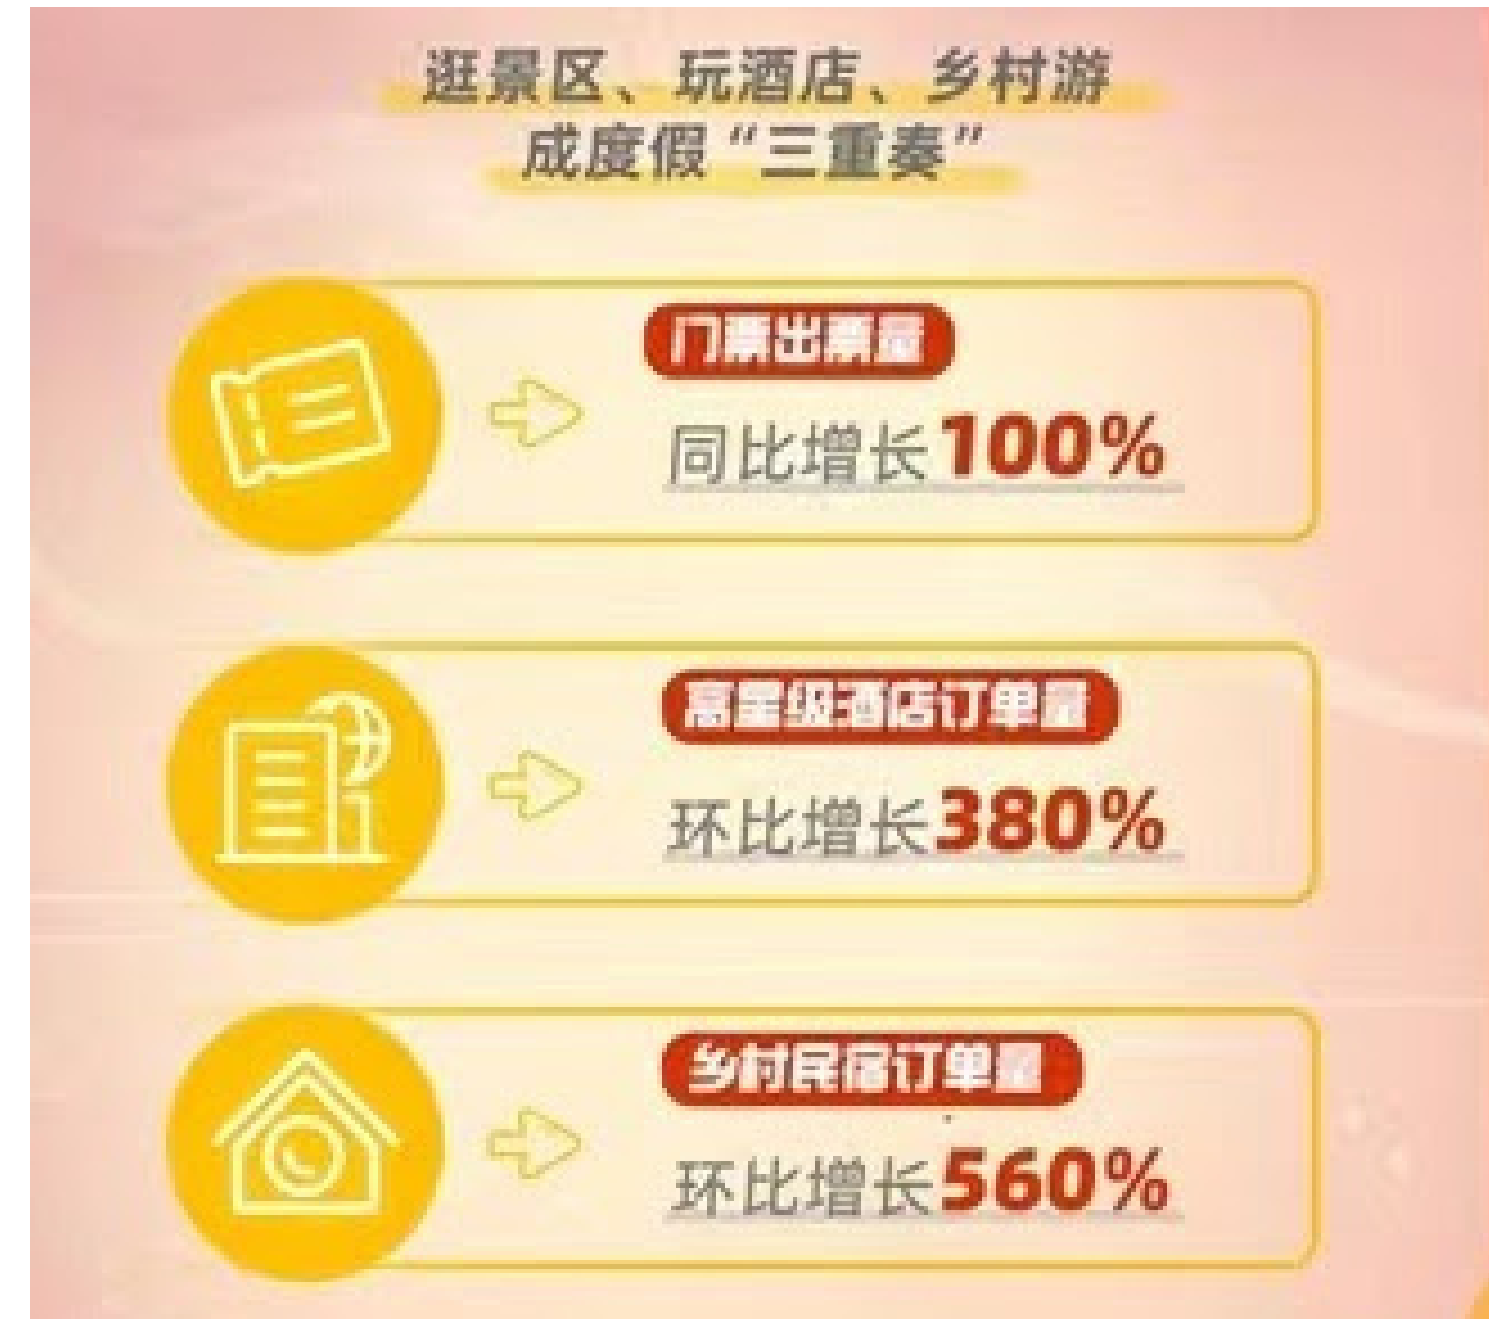 逛景区、玩酒店、乡村游
成度假“三重奏”
门票出票量
同比增长100%
高星级酒店订单量
环比增长380%
乡村民宿订单量
环比增长560%